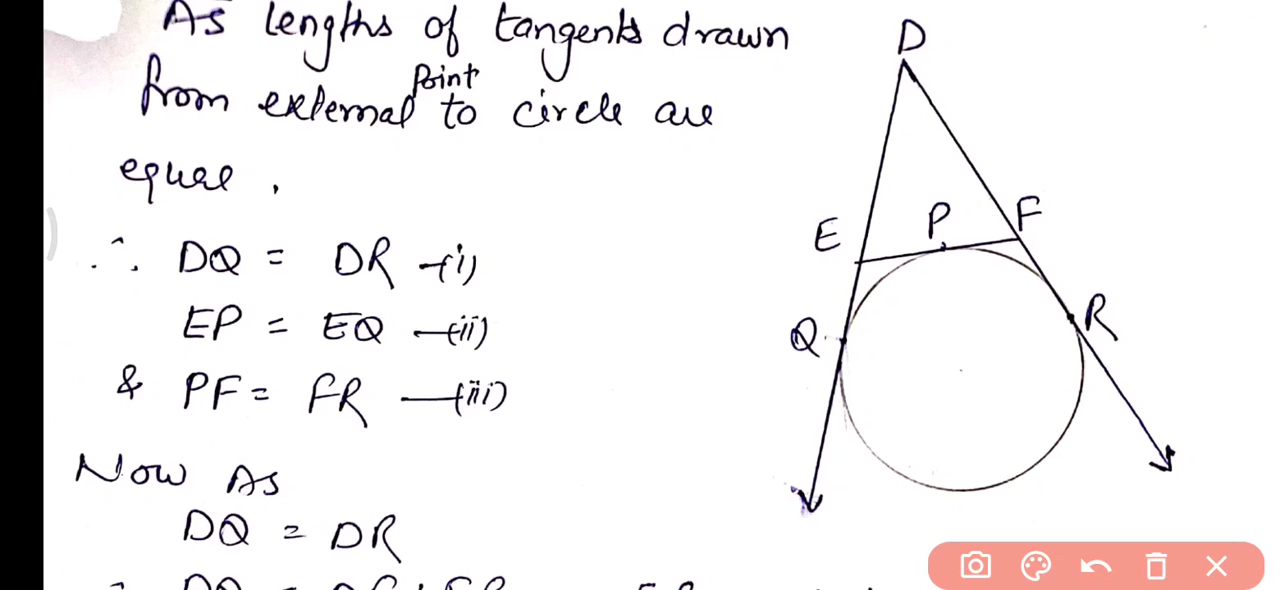 As lengths of tangents drawn
from external point to circle are
equal.
∴ DQ = DR —(i)
EP = EQ —(ii)
& PF = FR —(iii)
Now As
DQ = DR
D
E
P
F
Q
R